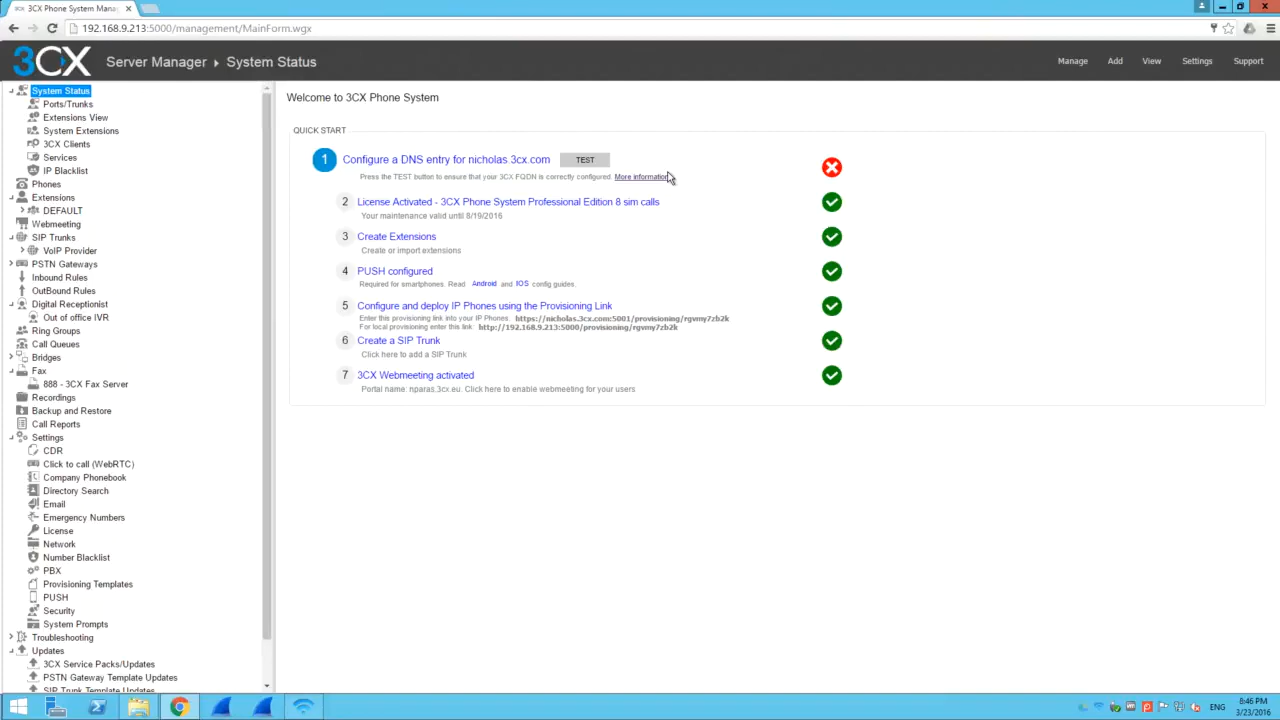 3CX Phone System Mana
192.168.9.213:5000/management/MainForm.wgx
3CX Server Manager System Status Manage Add View Settings Support
System Status
Ports/Trunks
Extensions View
System Extensions
3CX Clients
Services
IP Blacklist
Phones
Extensions
DEFAULT
Webmeeting
SIP Trunks
VoIP Provider
PSTN Gateways
Inbound Rules
OutBound Rules
Digital Receptionist
Out of office IVR
Ring Groups
Call Queues
Bridges
Fax
888 - 3CX Fax Server
Recordings
Backup and Restore
Call Reports
Settings
CDR
Click to call (WebRTC)
Company Phonebook
Directory Search
Email
Emergency Numbers
License
Network
Number Blacklist
PBX
Provisioning Templates
PUSH
Security
System Prompts
Troubleshooting
Updates
3CX Service Packs/Updates
PSTN Gateway Template Updates
SIP Trunk Template Updates
Welcome to 3CX Phone System
QUICK START
1 Configure a DNS entry for nicholas 3cx.com TEST
Press the TEST button to ensure that your 3CX FQDN is correctly configured. More information
2 License Activated - 3CX Phone System Professional Edition 8 sim calls
Your maintenance valid until 8/19/2016
3 Create Extensions
Create or import extensions
4 PUSH configured
Required for smartphones. Read Android and IOS config guides.
5 Configure and deploy IP Phones using the Provisioning Link
Enter this provisioning link into your IP Phones: https://nicholas.3cx.com:5001/provisioning/rgvmy7zb2k
For local provisioning enter this link: http://192.168.9.213:5000/provisioning/rgvmy7zb2k
6 Create a SIP Trunk
Click here to add a SIP Trunk
7 3CX Webmeeting activated
Portal name: nparas.3cx.eu. Click here to enable webmeeting for your users
ENG
8:46 PM
3/23/2016